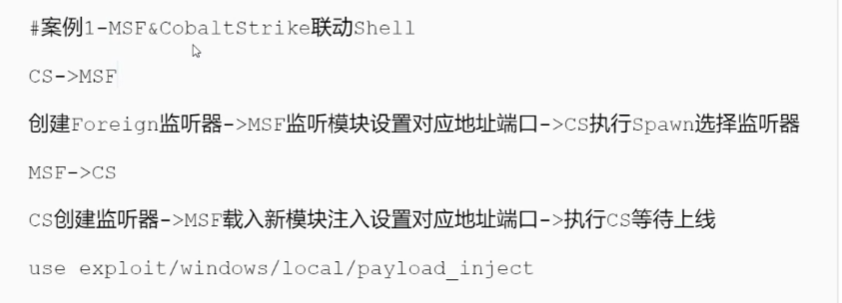 #案例1-MSF&CobaltStrike联动Shell
CS->MSF
创建Foreign监听器->MSF监听模块设置对应地址端口->CS执行Spawn选择监听器
MSF->CS
CS创建监听器->MSF载入新模块注入设置对应地址端口->执行CS等待上线
use exploit/windows/local/payload_inject